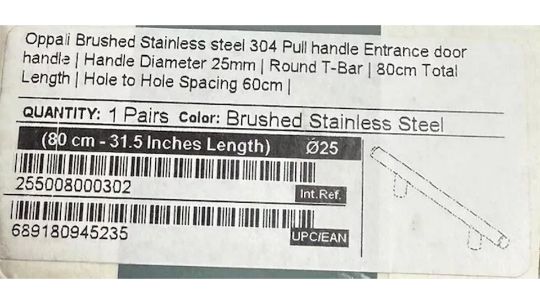 Oppali Brushed Stainless steel 304 Pull handle Entrance door
handle | Handle Diameter 25mm | Round T-Bar | 80cm Total
Length | Hole to Hole Spacing 60cm |
QUANTITY: 1 Pairs Color: Brushed Stainless Steel
(80 cm - 31.5 Inches Length) Ø25
255008000302 Int.Ref.
689180945235 UPC/EAN